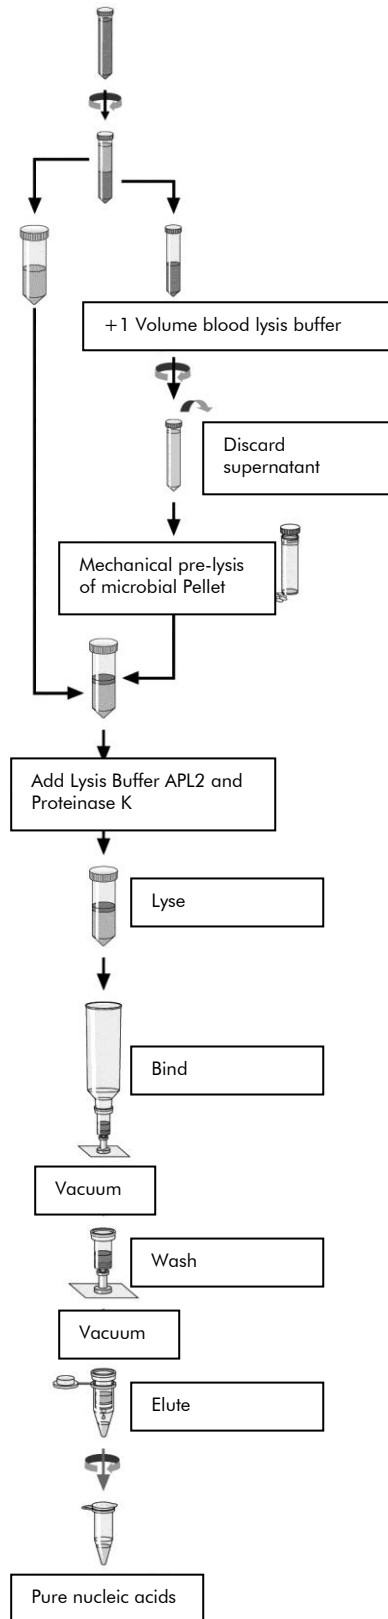 +1 Volume blood lysis buffer
Discard
supernatant
Mechanical pre-lysis
of microbial Pellet
Add Lysis Buffer APL2 and
Proteinase K
Lyse
Bind
Vacuum
Wash
Vacuum
Elute
Pure nucleic acids